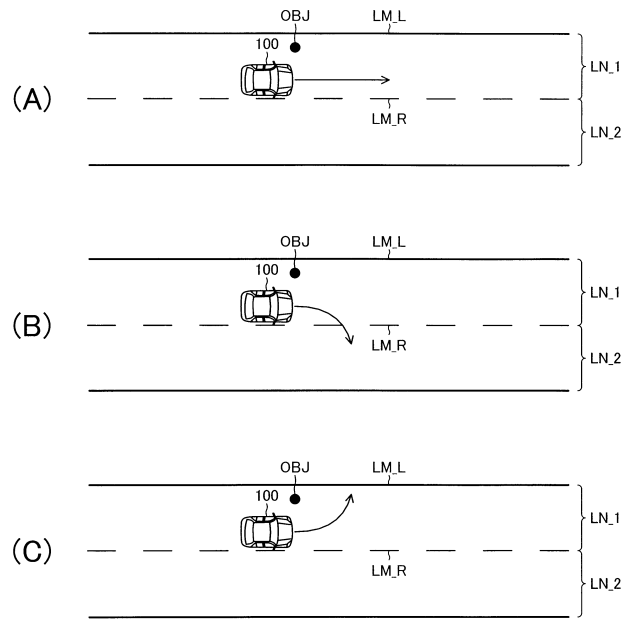 OBJ LM_L
100
(A)
LN_1
LM_R
LN_2
OBJ LM_L
100
(B)
LN_1
LM_R
LN_2
OBJ LM_L
100
(C)
LN_1
LM_R
LN_2